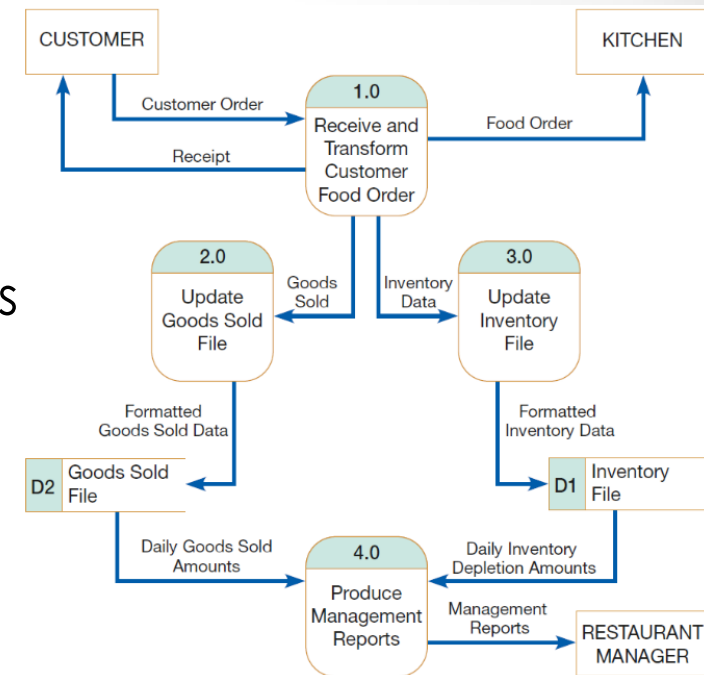 CUSTOMER
KITCHEN
1.0
Customer Order
Receive and
Transform
Customer
Food Order
Food Order
Receipt
S
2.0
Goods
Sold
Inventory
Data
3.0
Update
Goods Sold
File
Update
Inventory
File
Formatted
Goods Sold Data
Formatted
Inventory Data
D2
Goods Sold
File
D1
Inventory
File
Daily Goods Sold
Amounts
4.0
Daily Inventory
Depletion Amounts
Produce
Management
Reports
Management
Reports
RESTAURANT
MANAGER